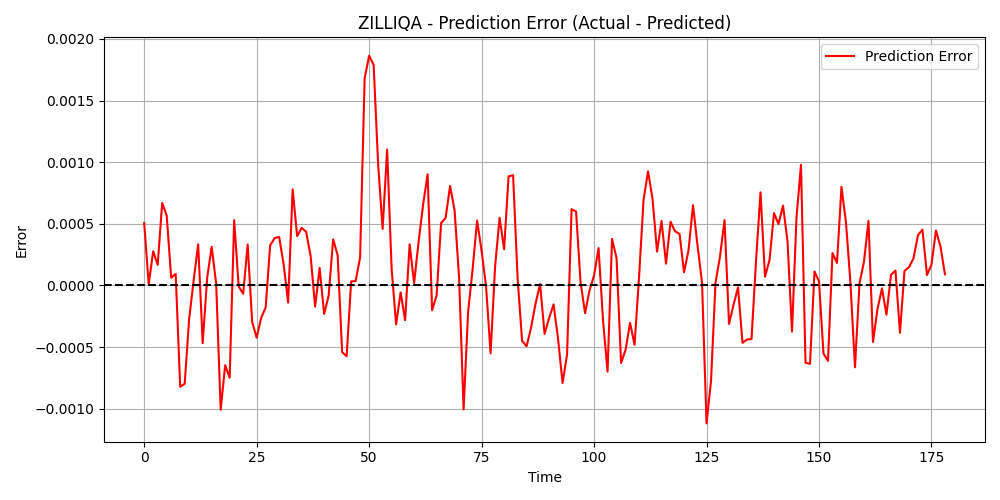 ZILLIQA - Prediction Error (Actual - Predicted)
Prediction Error
0.0020
0.0015
0.0010
0.0005
0.0000
−0.0005
−0.0010
Error
0 25 50 75 100 125 150 175
Time